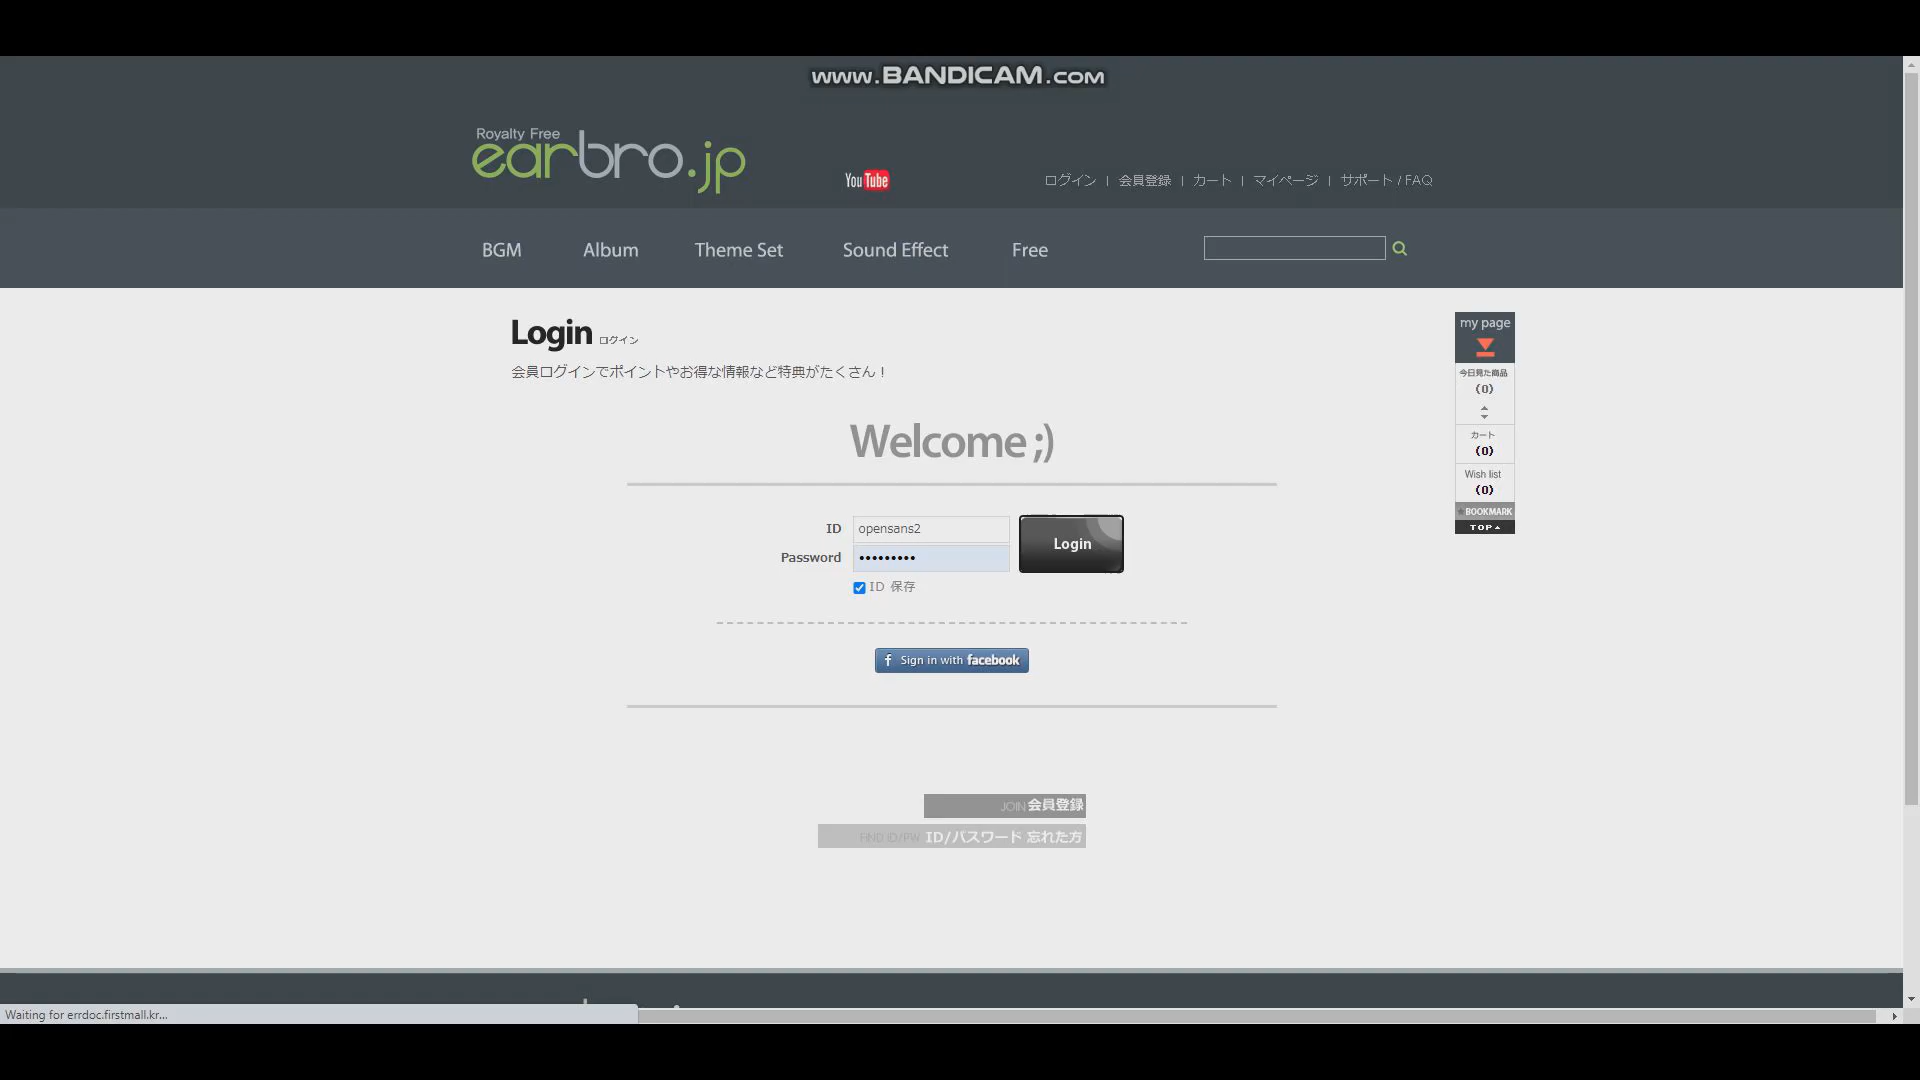 www.BANDICAM.COM
Royalty Free
earbro.jp
YouTube
ログイン | 会員登録 | カート | マイページ | サポート / FAQ
BGM
Album
Theme Set
Sound Effect
Free
Login ログイン
会員ログインでポイントやお得な情報など特典がたくさん！
Welcome ;)
ID
opensans2
Password
•••••••••
Login
ID 保存
f Sign in with facebook
JOIN 会員登録
FIND ID/PW ID/パスワード 忘れた方
my page
今日見た商品
(0)
カート
(0)
Wish list
(0)
BOOKMARK
TOP
Waiting for errdoc.firstmall.kr...